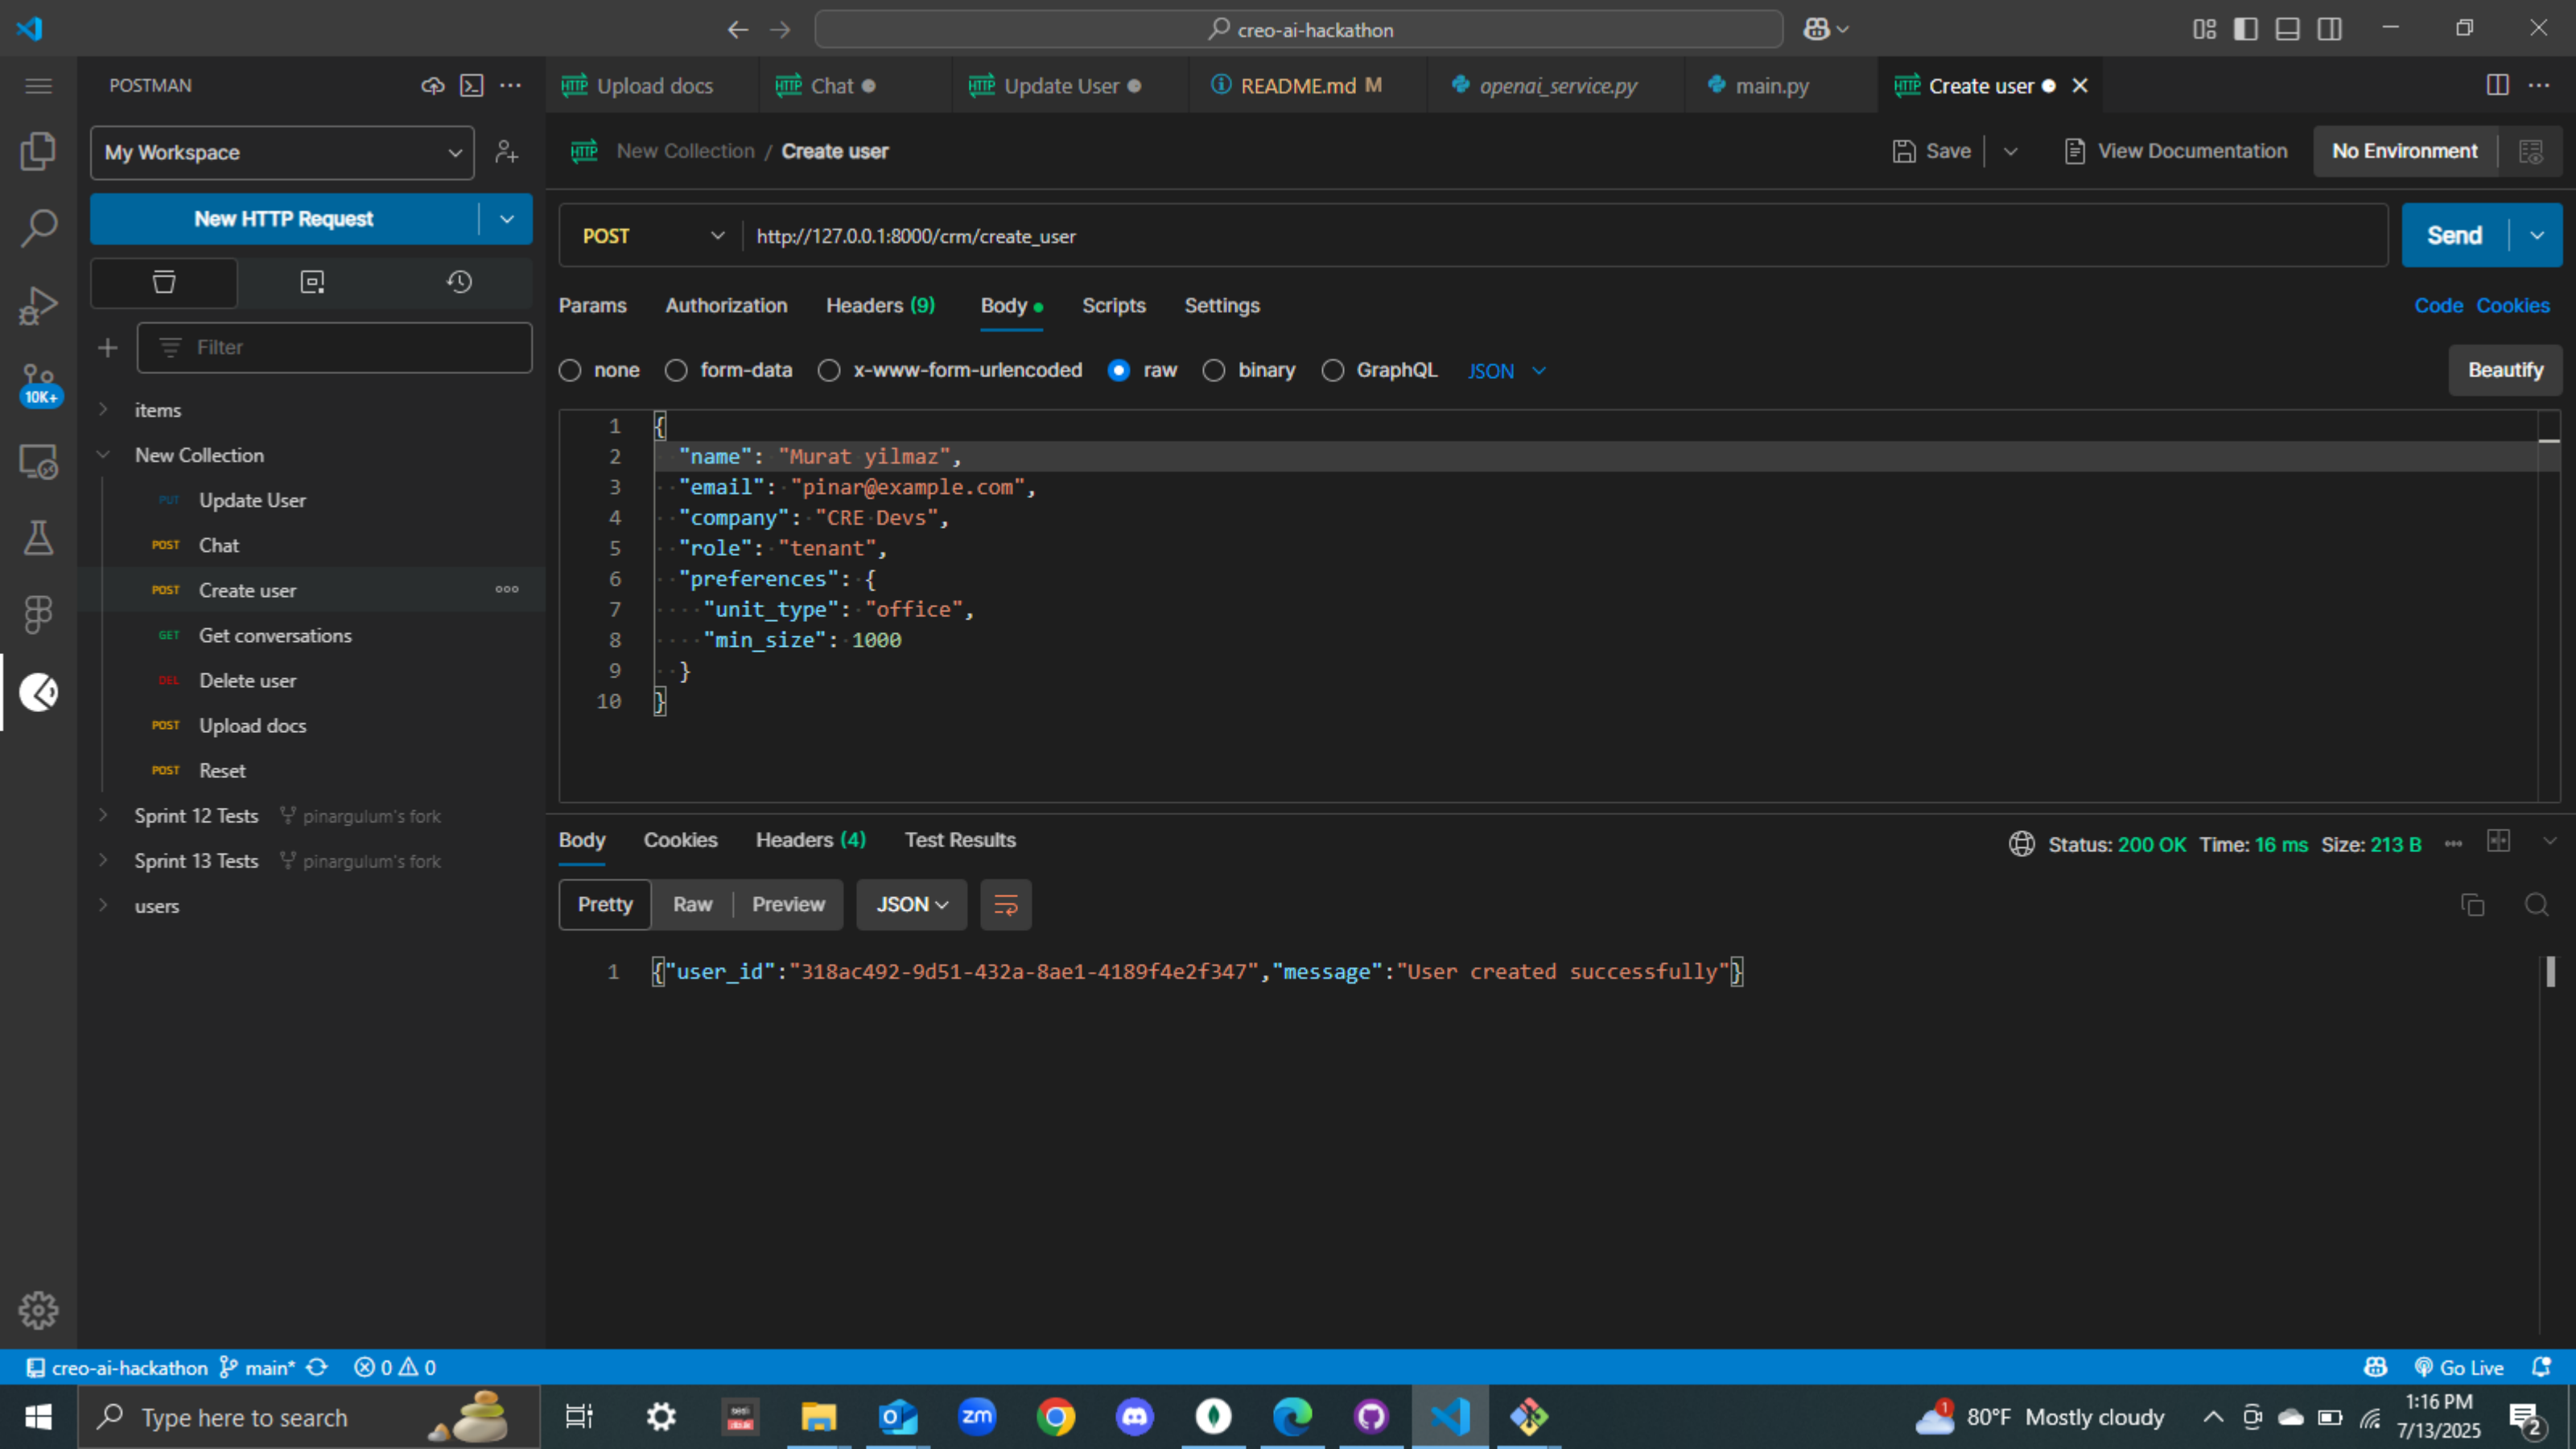 creo-ai-hackathon
POSTMAN
Upload docs
Chat
Update User
README.md M
openai_service.py
main.py
Create user
My Workspace
New Collection / Create user
Save
View Documentation
No Environment
New HTTP Request
POST
http://127.0.0.1:8000/crm/create_user
Send
Params Authorization Headers (9) Body Scripts Settings
Code Cookies
Filter
none form-data x-www-form-urlencoded raw binary GraphQL JSON
Beautify
10K+
items
New Collection
PUT Update User
POST Chat
POST Create user
GET Get conversations
DEL Delete user
POST Upload docs
POST Reset
Sprint 12 Tests pinargulum's fork
Sprint 13 Tests pinargulum's fork
users
1 {
2 "name": "Murat yilmaz",
3 "email": "pinar@example.com",
4 "company": "CRE Devs",
5 "role": "tenant",
6 "preferences": {
7 "unit_type": "office",
8 "min_size": 1000
9 }
10 }
Body Cookies Headers (4) Test Results
Status: 200 OK Time: 16 ms Size: 213 B
Pretty Raw Preview JSON
1 {"user_id":"318ac492-9d51-432a-8ae1-4189f4e2f347","message":"User created successfully"}
creo-ai-hackathon main* 0 0
Go Live
Type here to search
zm
1
80°F Mostly cloudy
1:16 PM
7/13/2025
2